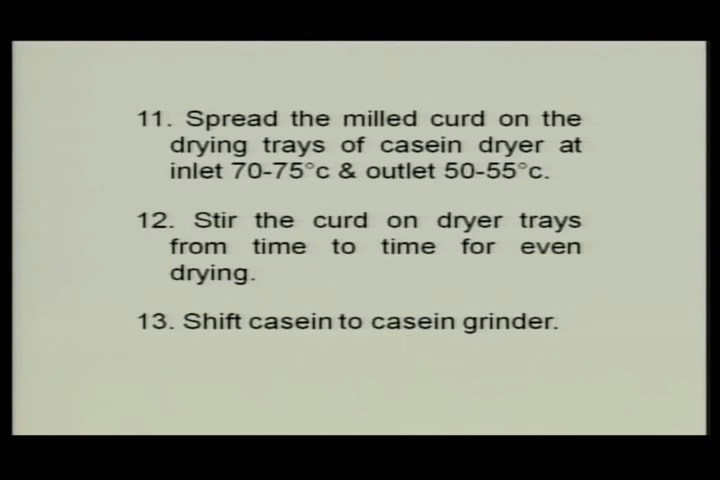 11. Spread the milled curd on the
drying trays of casein dryer at
inlet 70-75°c & outlet 50-55°c.
12. Stir the curd on dryer trays
from time to time for even
drying.
13. Shift casein to casein grinder.